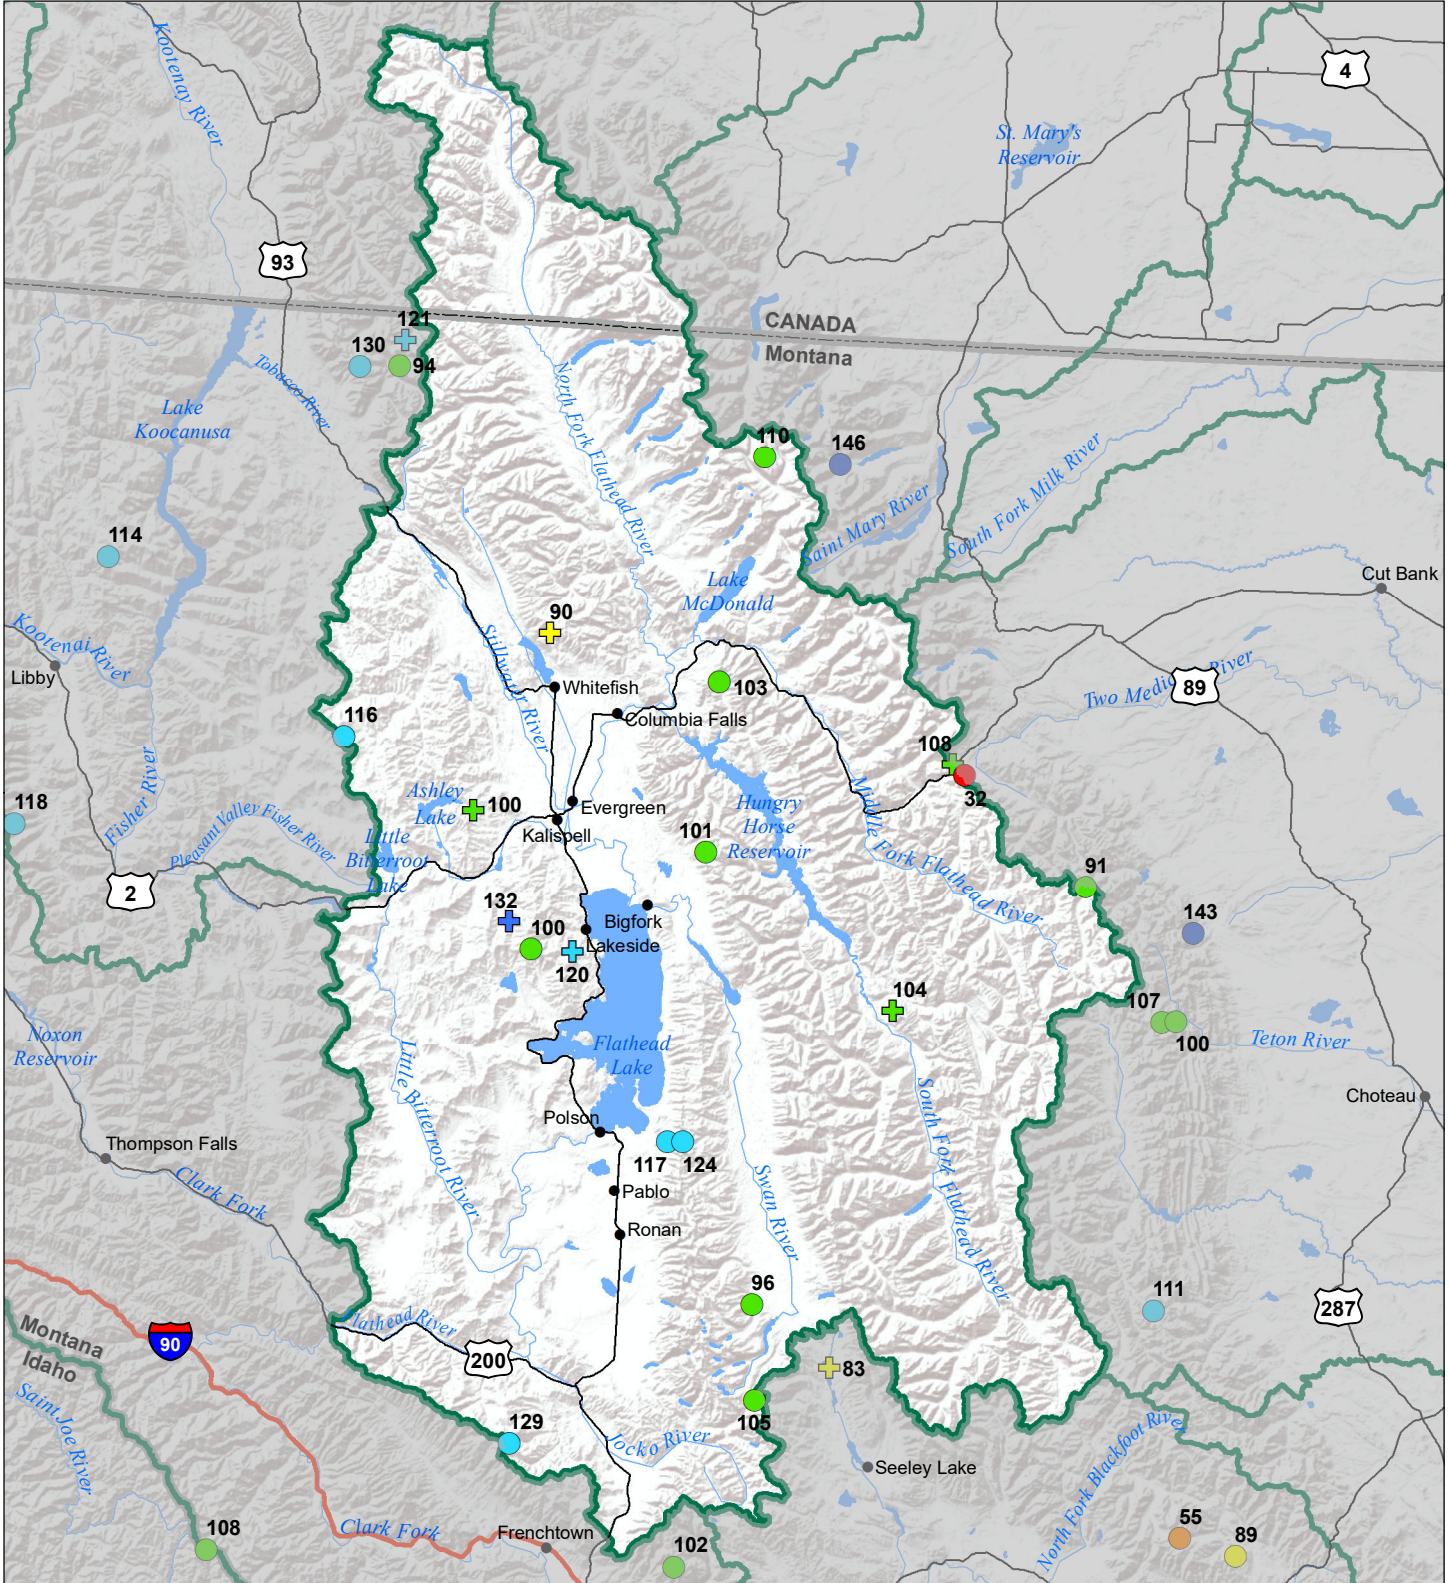 Kootenay River
4
St. Mary's
Reservoir
93
CANADA
Montana
121
130
94
Tobacco River
Lake
Koocanusa
North Fork Flathead River
110
146
Saint Mary River
South Fork Milk River
114
Lake
McDonald
Cut Bank
90
Kootenai River
Libby
Stillwater River
Whitefish
103
Two Medic River
89
Columbia Falls
116
108
32
Fisher River
Ashley
Lake
100
Evergreen
Kalispell
Hungry
Horse
Reservoir
Middle Fork Flathead River
118
Pleasant Valley Fisher River
Little
Bitterroot
Lake
101
91
2
132
100
Bigfork
Lakeside
120
143
104
107
100
Teton River
Noxon
Reservoir
Flathead
Lake
Little Bitterroot River
South Fork Flathead River
Choteau
Polson
Thompson Falls
117
124
Clark Fork
Pablo
Swan River
Ronan
96
111
287
Flathead River
Montana
Idaho
90
200
83
Saint Joe River
105
129
Jocko River
Seeley Lake
North Fork Blackfoot River
108
Clark Fork
Frenchtown
102
55
89